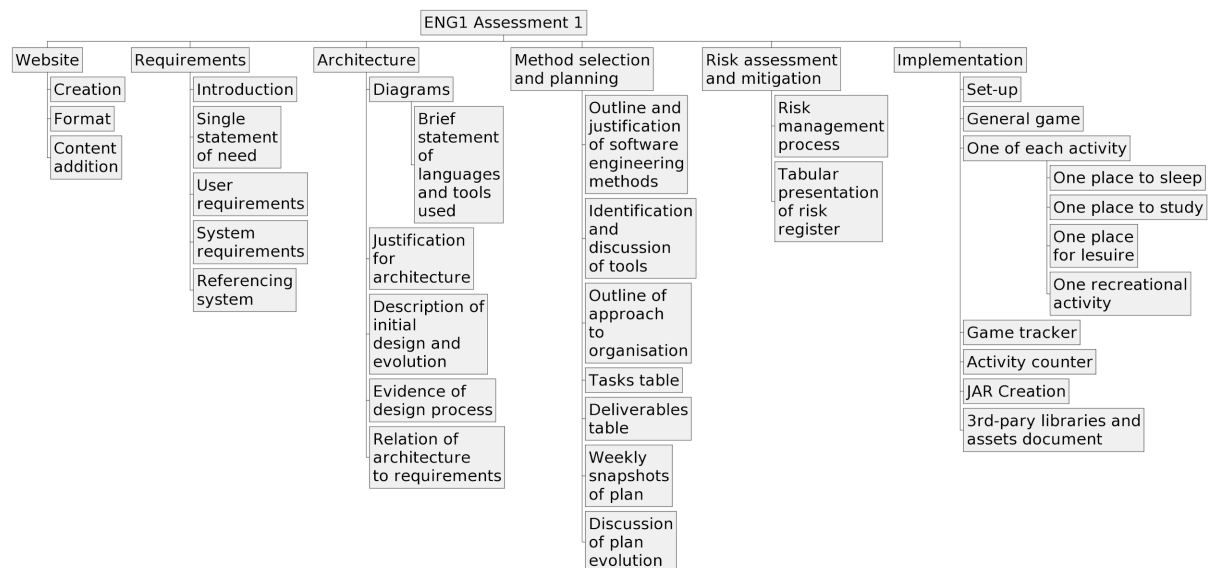 ENG1 Assessment 1
Website
Creation
Format
Content
addition
Requirements
Introduction
Single
statement
of need
User
requirements
System
requirements
Referencing
system
Architecture
Diagrams
Brief
statement
of
languages
and tools
used
Justification
for
architecture
Description of
initial
design and
evolution
Evidence of
design process
Relation of
architecture
to requirements
Method selection
and planning
Outline and
justification
of software
engineering
methods
Identification
and
discussion
of tools
Outline of
approach
to
organisation
Tasks table
Deliverables
table
Weekly
snapshots
of plan
Discussion
of plan
evolution
Risk assessment
and mitigation
Risk
management
process
Tabular
presentation
of risk
register
Implementation
Set-up
General game
One of each activity
One place to sleep
One place to study
One place
for lesuire
One recreational
activity
Game tracker
Activity counter
JAR Creation
3rd-pary libraries and
assets document